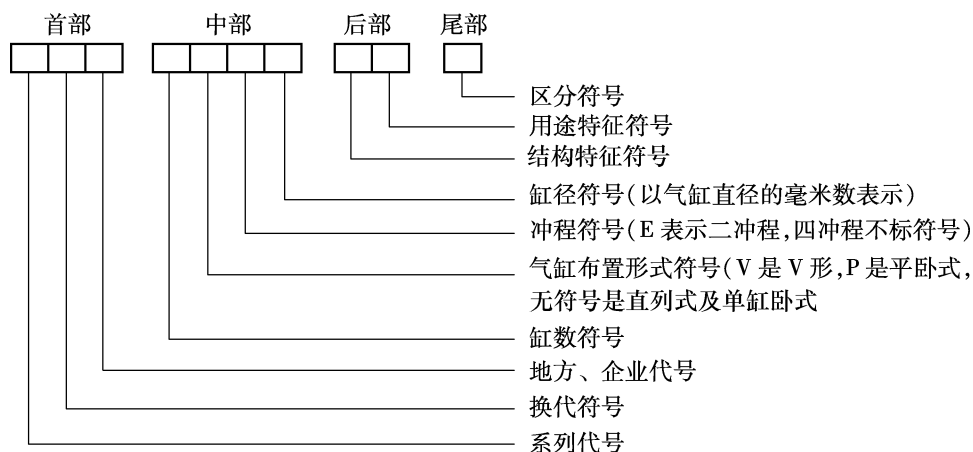 首部 中部 后部 尾部
区分符号
用途特征符号
结构特征符号
缸径符号(以气缸直径的毫米数表示)
冲程符号(E 表示二冲程,四冲程不标符号)
气缸布置形式符号(V 是 V 形,P 是平卧式,
无符号是直列式及单缸卧式
缸数符号
地方、企业代号
换代符号
系列代号